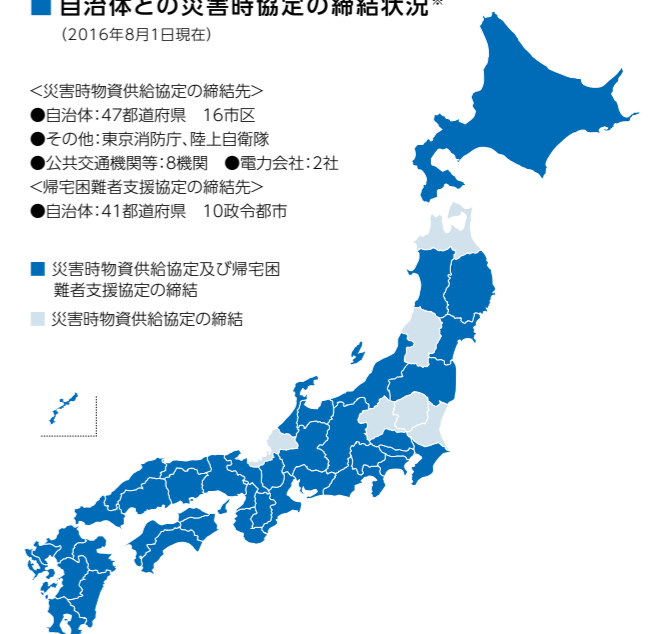 ■ 自治体との災害時協定の締結状況※
（2016年8月1日現在）
＜災害時物資供給協定の締結先＞
●自治体：47都道府県　16市区
●その他：東京消防庁、陸上自衛隊
●公共交通機関等：8機関　●電力会社：2社
＜帰宅困難者支援協定の締結先＞
●自治体：41都道府県　10政令都市
■ 災害時物資供給協定及び帰宅困
難者支援協定の締結
■ 災害時物資供給協定の締結